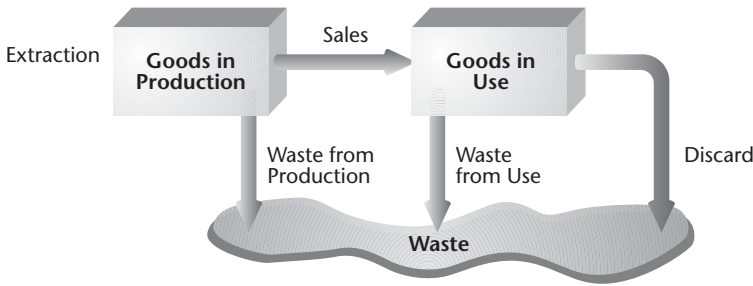 Sales
Extraction
Goods in
Production
Goods in
Use
Waste from
Production
Waste
from Use
Discard
Waste